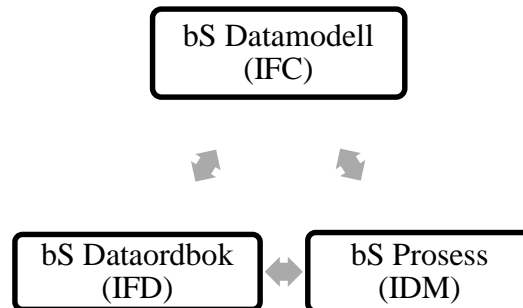 bS Datamodell
(IFC)
bS Dataordbok
(IFD)
bS Prosess
(IDM)